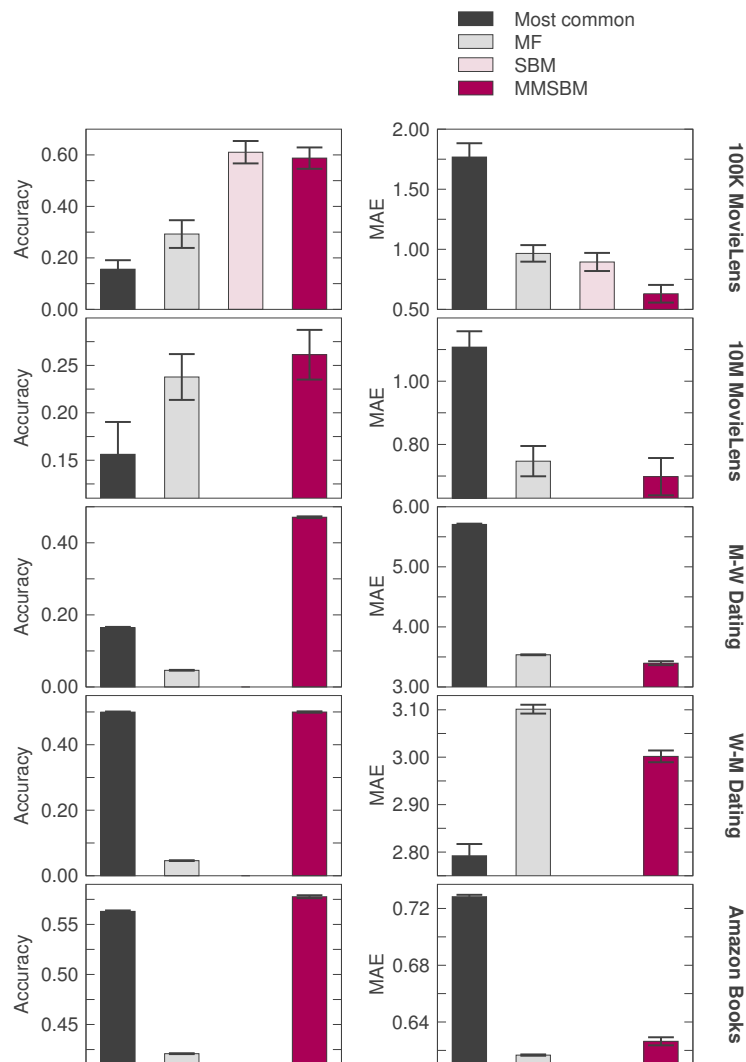 Most common
MF
SBM
MMSBM
Accuracy
0.60
0.40
0.20
0.00
MAE
2.00
1.50
1.00
0.50
100K MovieLens
Accuracy
0.25
0.20
0.15
MAE
1.00
0.80
10M MovieLens
Accuracy
0.40
0.20
0.00
MAE
6.00
5.00
4.00
3.00
M-W Dating
Accuracy
0.40
0.20
0.00
MAE
3.10
3.00
2.90
2.80
W-M Dating
Accuracy
0.55
0.50
0.45
MAE
0.72
0.68
0.64
Amazon Books